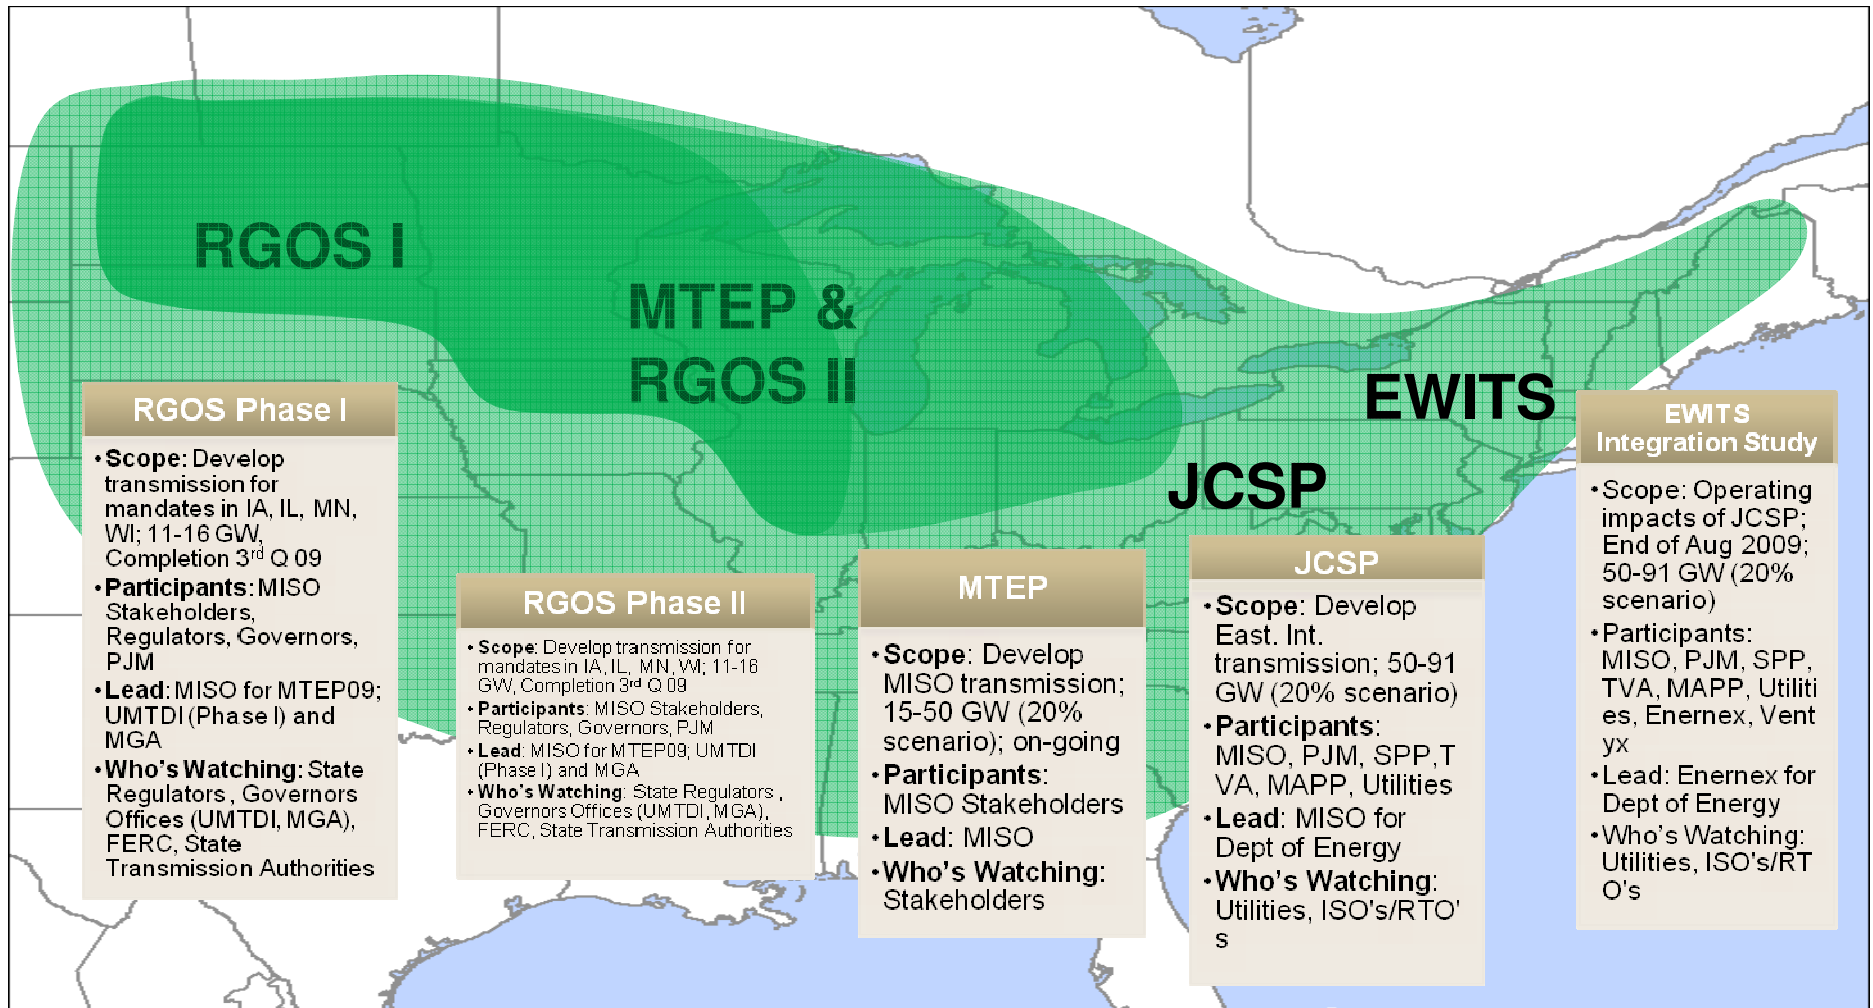 RGOS I
MTEP &
RGOS II
EWITS
JCSP
RGOS Phase I
•Scope: Develop
transmission for
mandates in IA, IL, MN,
WI; 11-16 GW,
Completion 3rd Q 09
•Participants: MISO
Stakeholders,
Regulators, Governors,
PJM
•Lead: MISO for MTEP09;
UMTDI (Phase I) and
MGA
•Who's Watching: State
Regulators , Governors
Offices (UMTDI, MGA),
FERC, State
Transmission Authorities
RGOS Phase II
•Scope: Develop transmission for
mandates in IA, IL, MN, WI; 11-16
GW, Completion 3rd Q 09
•Participants: MISO Stakeholders,
Regulators, Governors, PJM
•Lead: MISO for MTEP09; UMTDI
(Phase I) and MGA
•Who's Watching: State Regulators ,
Governors Offices (UMTDI, MGA),
FERC, State Transmission Authorities
MTEP
•Scope: Develop
MISO transmission;
15-50 GW (20%
scenario); on-going
•Participants:
MISO Stakeholders
•Lead: MISO
•Who's Watching:
Stakeholders
JCSP
•Scope: Develop
East. Int.
transmission; 50-91
GW (20% scenario)
•Participants:
MISO, PJM, SPP,T
VA, MAPP, Utilities
•Lead: MISO for
Dept of Energy
•Who's Watching:
Utilities, ISO's/RTO'
s
EWITS
Integration Study
•Scope: Operating
impacts of JCSP;
End of Aug 2009;
50-91 GW (20%
scenario)
•Participants:
MISO, PJM, SPP,
TVA, MAPP, Utiliti
es, Enernex, Vent
yx
•Lead: Enernex for
Dept of Energy
•Who's Watching:
Utilities, ISO's/RT
O's